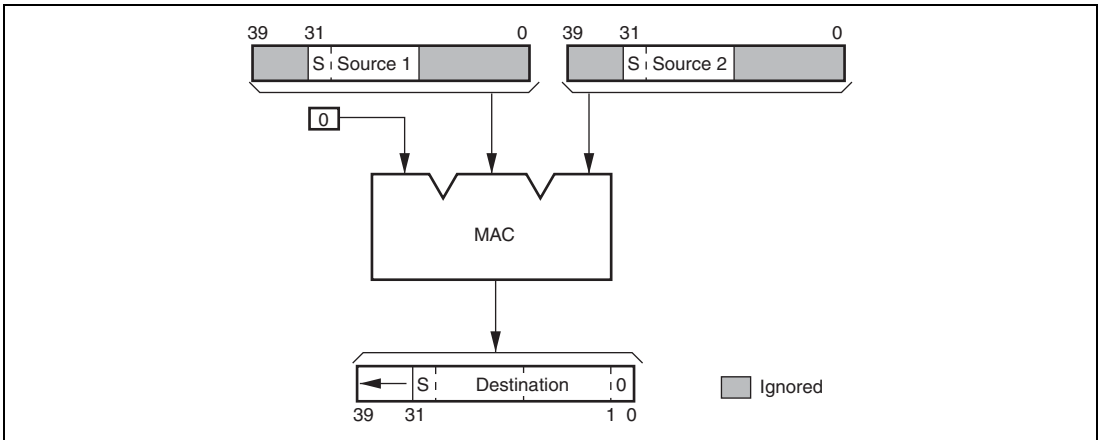 39 31 0 39 31 0
S Source 1 S Source 2
0
MAC
S Destination 0
Ignored
39 31 1 0